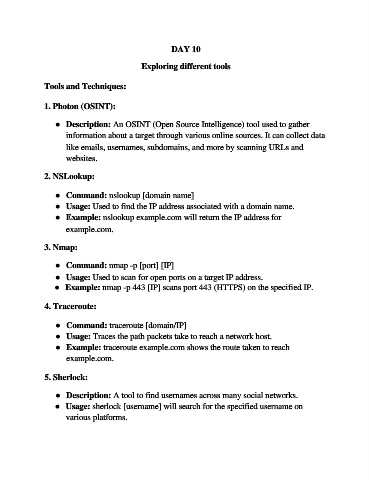 DAY 10
Exploring different tools
Tools and Techniques:
1. Photon (OSINT):
● Description: An OSINT (Open Source Intelligence) tool used to gather
information about a target through various online sources. It can collect data
like emails, usernames, subdomains, and more by scanning URLs and
websites.
2. NSLookup:
● Command: nslookup [domain name]
● Usage: Used to find the IP address associated with a domain name.
● Example: nslookup example.com will return the IP address for
example.com.
3. Nmap:
● Command: nmap -p [port] [IP]
● Usage: Used to scan for open ports on a target IP address.
● Example: nmap -p 443 [IP] scans port 443 (HTTPS) on the specified IP.
4. Traceroute:
● Command: traceroute [domain/IP]
● Usage: Traces the path packets take to reach a network host.
● Example: traceroute example.com shows the route taken to reach
example.com.
5. Sherlock:
● Description: A tool to find usernames across many social networks.
● Usage: sherlock [username] will search for the specified username on
various platforms.